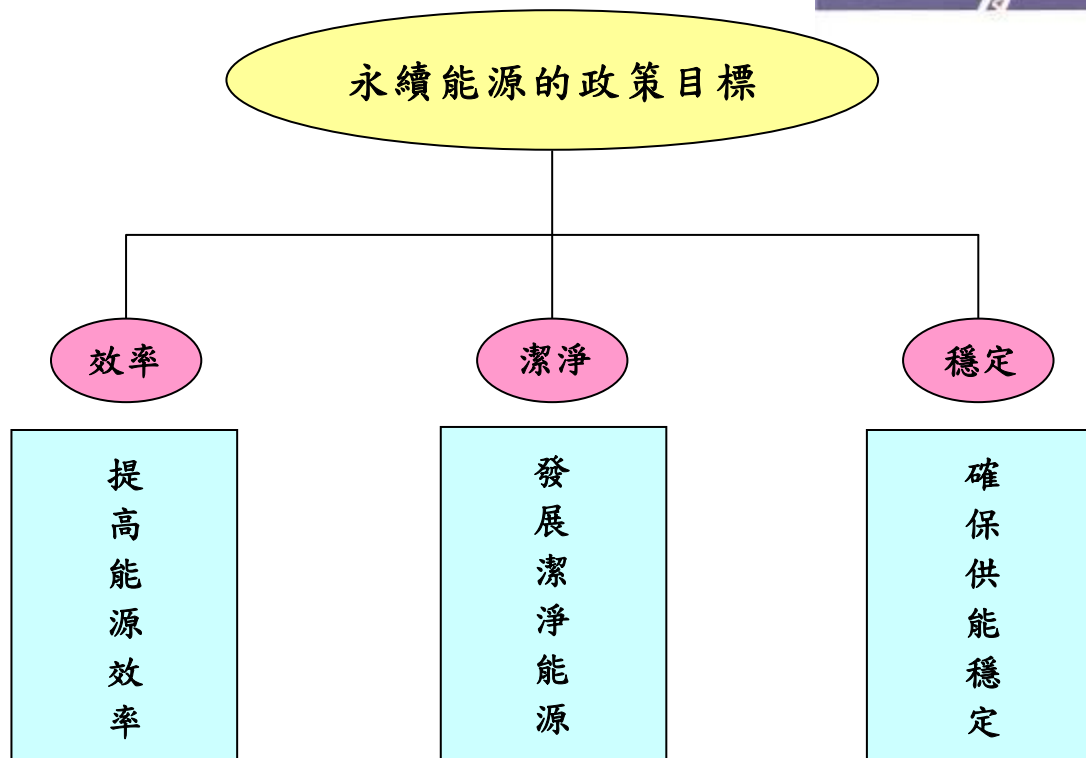 永續能源的政策目標
效率
潔淨
穩定
提高能源效率
發展潔淨能源
確保供能穩定